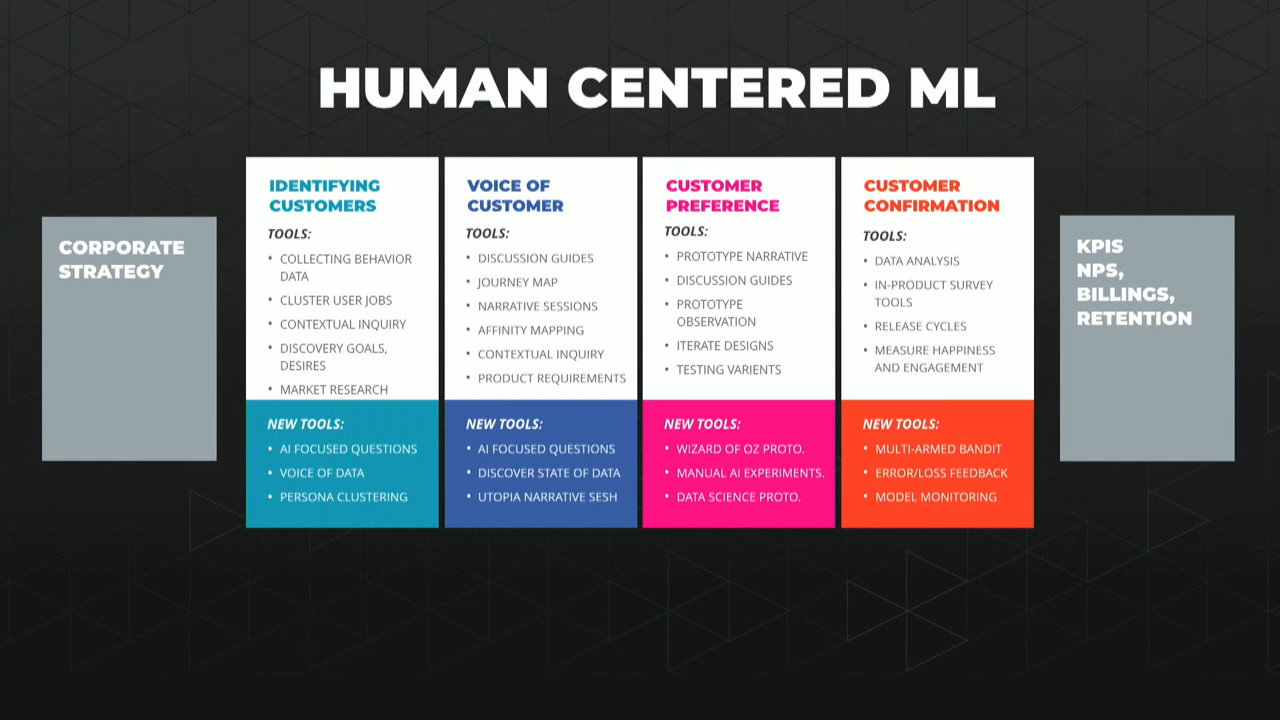 HUMAN CENTERED ML
CORPORATE
STRATEGY
IDENTIFYING
CUSTOMERS
TOOLS:
• COLLECTING BEHAVIOR
DATA
• CLUSTER USER JOBS
• CONTEXTUAL INQUIRY
• DISCOVERY GOALS,
DESIRES
• MARKET RESEARCH
NEW TOOLS:
• AI FOCUSED QUESTIONS
• VOICE OF DATA
• PERSONA CLUSTERING
VOICE OF
CUSTOMER
TOOLS:
• DISCUSSION GUIDES
• JOURNEY MAP
• NARRATIVE SESSIONS
• AFFINITY MAPPING
• CONTEXTUAL INQUIRY
• PRODUCT REQUIREMENTS
NEW TOOLS:
• AI FOCUSED QUESTIONS
• DISCOVER STATE OF DATA
• UTOPIA NARRATIVE SESH
CUSTOMER
PREFERENCE
TOOLS:
• PROTOTYPE NARRATIVE
• DISCUSSION GUIDES
• PROTOTYPE
OBSERVATION
• ITERATE DESIGNS
• TESTING VARIENTS
NEW TOOLS:
• WIZARD OF OZ PROTO.
• MANUAL AI EXPERIMENTS.
• DATA SCIENCE PROTO.
CUSTOMER
CONFIRMATION
TOOLS:
• DATA ANALYSIS
• IN-PRODUCT SURVEY
TOOLS
• RELEASE CYCLES
• MEASURE HAPPINESS
AND ENGAGEMENT
NEW TOOLS:
• MULTI-ARMED BANDIT
• ERROR/LOSS FEEDBACK
• MODEL MONITORING
KPIS
NPS,
BILLINGS,
RETENTION